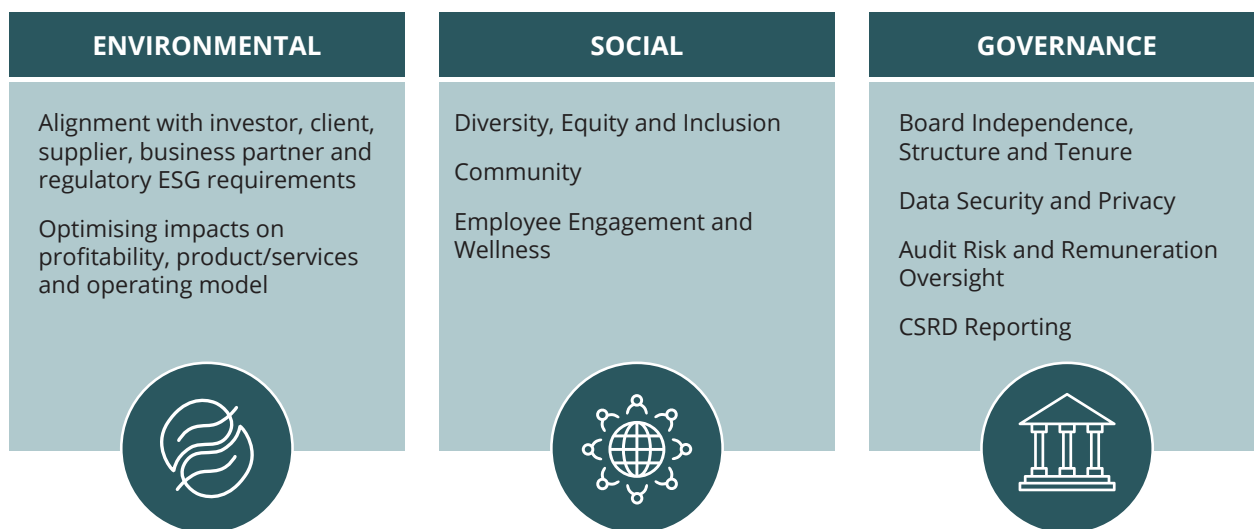 ENVIRONMENTAL
Alignment with investor, client,
supplier, business partner and
regulatory ESG requirements
Optimising impacts on
profitability, product/services
and operating model
SOCIAL
Diversity, Equity and Inclusion
Community
Employee Engagement and
Wellness
GOVERNANCE
Board Independence,
Structure and Tenure
Data Security and Privacy
Audit Risk and Remuneration
Oversight
CSRD Reporting